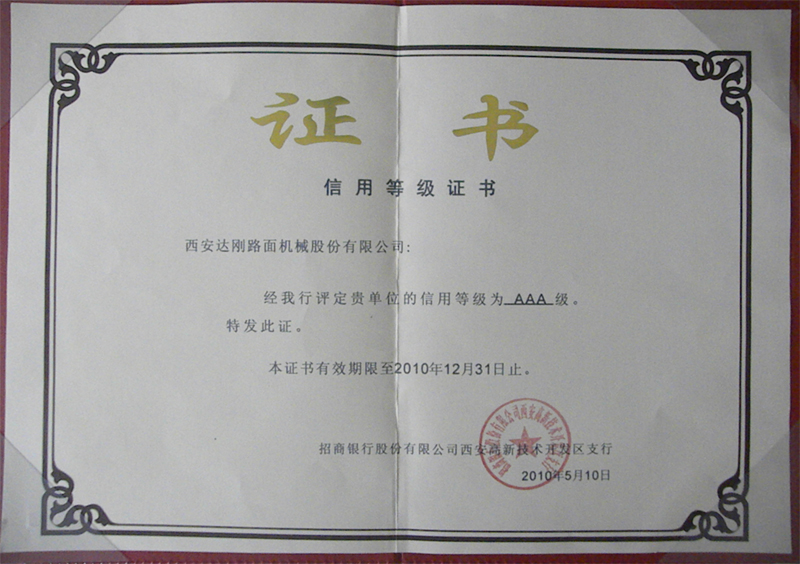 证书
信用等级证书
西安达刚路面机械股份有限公司:
经我行评定贵单位的信用等级为 AAA 级。
特发此证。
本证书有效期限至2010年12月31日止。
招商银行股份有限公司西安高新技术开发区支行
2010年5月10日